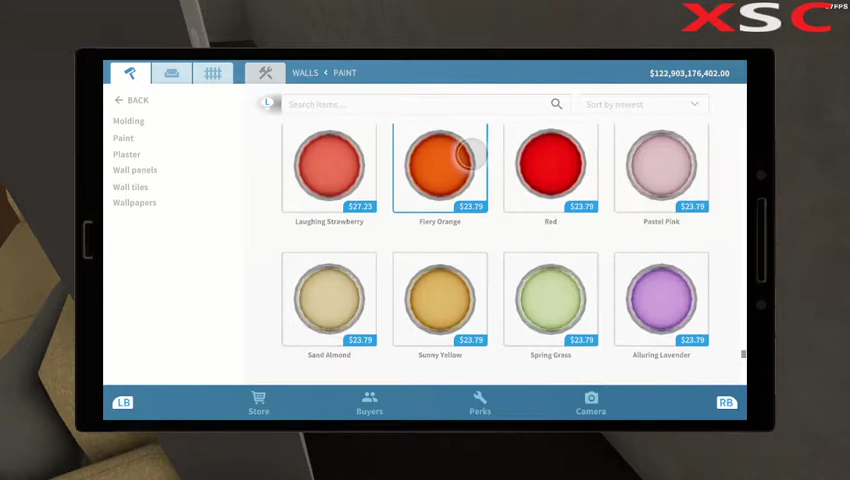 XSC
7FPS
WALLS < PAINT
$122,903,176,402.00
BACK
L
Search items...
Sort by newest
Molding
Paint
Plaster
Wall panels
Wall tiles
Wallpapers
$27.23
$23.79
$23.79
$23.79
Laughing Strawberry
Fiery Orange
Red
Pastel Pink
$23.79
$23.79
$23.79
$23.79
Sand Almond
Sunny Yellow
Spring Grass
Alluring Lavender
LB
Store
Buyers
Perks
Camera
RB